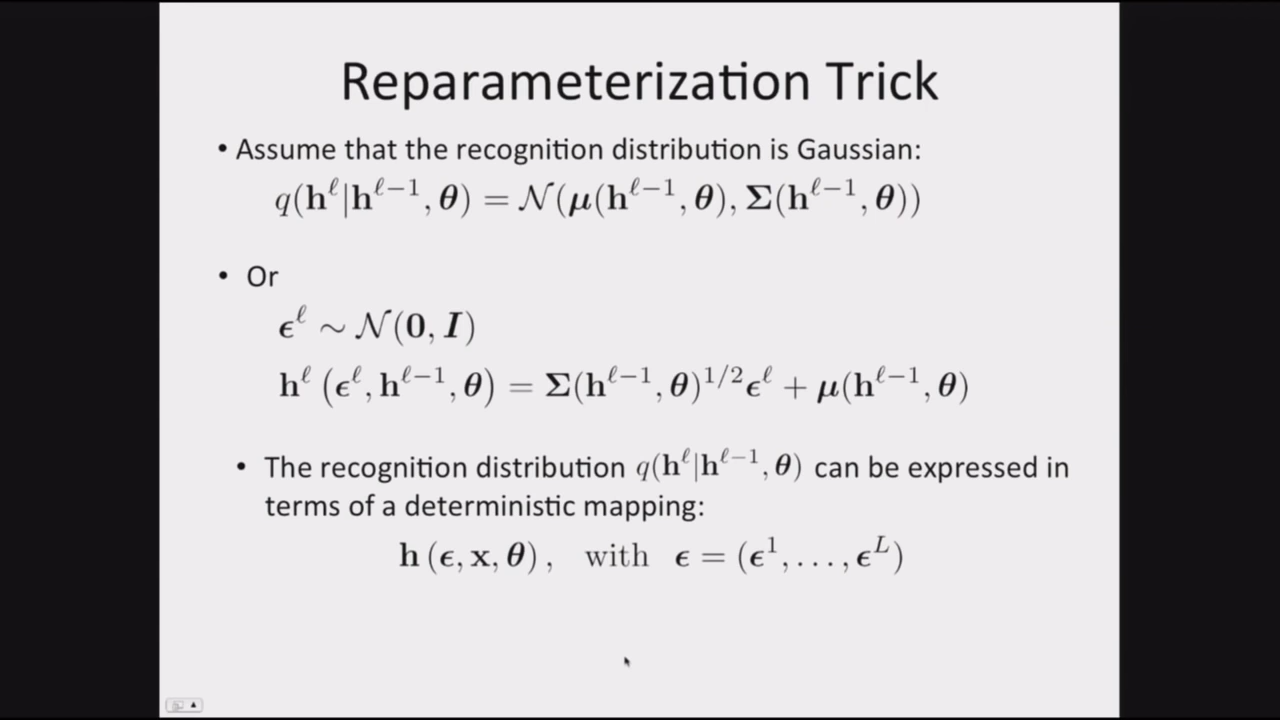 Reparameterization Trick
• Assume that the recognition distribution is Gaussian:
q(h^ℓ|h^{ℓ−1}, θ) = 𝒩(μ(h^{ℓ−1}, θ), Σ(h^{ℓ−1}, θ))
• Or
ϵ^ℓ ∼ 𝒩(0, I)
h^ℓ (ϵ^ℓ, h^{ℓ−1}, θ) = Σ(h^{ℓ−1}, θ)^{1/2}ϵ^ℓ + μ(h^{ℓ−1}, θ)
• The recognition distribution q(h^ℓ|h^{ℓ−1}, θ) can be expressed in
terms of a deterministic mapping:
h (ϵ, x, θ) , with ϵ = (ϵ^1, . . . , ϵ^L)